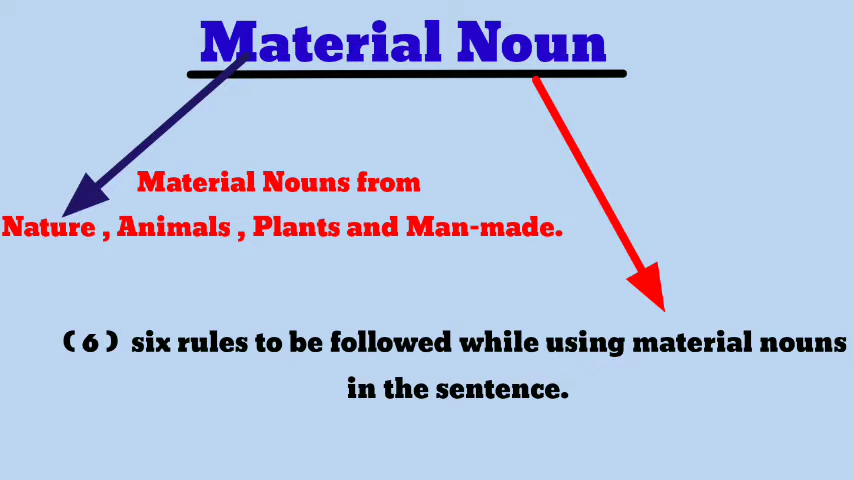 Material Noun
Material Nouns from
Nature , Animals , Plants and Man-made.
( 6 ) six rules to be followed while using material nouns
in the sentence.